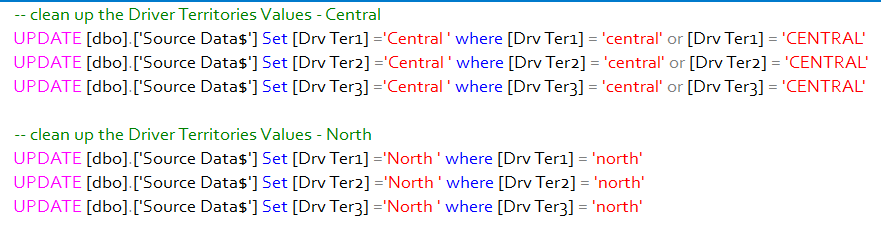 -- clean up the Driver Territories Values - Central
UPDATE [dbo].['Source Data$'] Set [Drv Ter1] ='Central ' where [Drv Ter1] = 'central' or [Drv Ter1] = 'CENTRAL'
UPDATE [dbo].['Source Data$'] Set [Drv Ter2] ='Central ' where [Drv Ter2] = 'central' or [Drv Ter2] = 'CENTRAL'
UPDATE [dbo].['Source Data$'] Set [Drv Ter3] ='Central ' where [Drv Ter3] = 'central' or [Drv Ter3] = 'CENTRAL'
-- clean up the Driver Territories Values - North
UPDATE [dbo].['Source Data$'] Set [Drv Ter1] ='North ' where [Drv Ter1] = 'north'
UPDATE [dbo].['Source Data$'] Set [Drv Ter2] ='North ' where [Drv Ter2] = 'north'
UPDATE [dbo].['Source Data$'] Set [Drv Ter3] ='North ' where [Drv Ter3] = 'north'